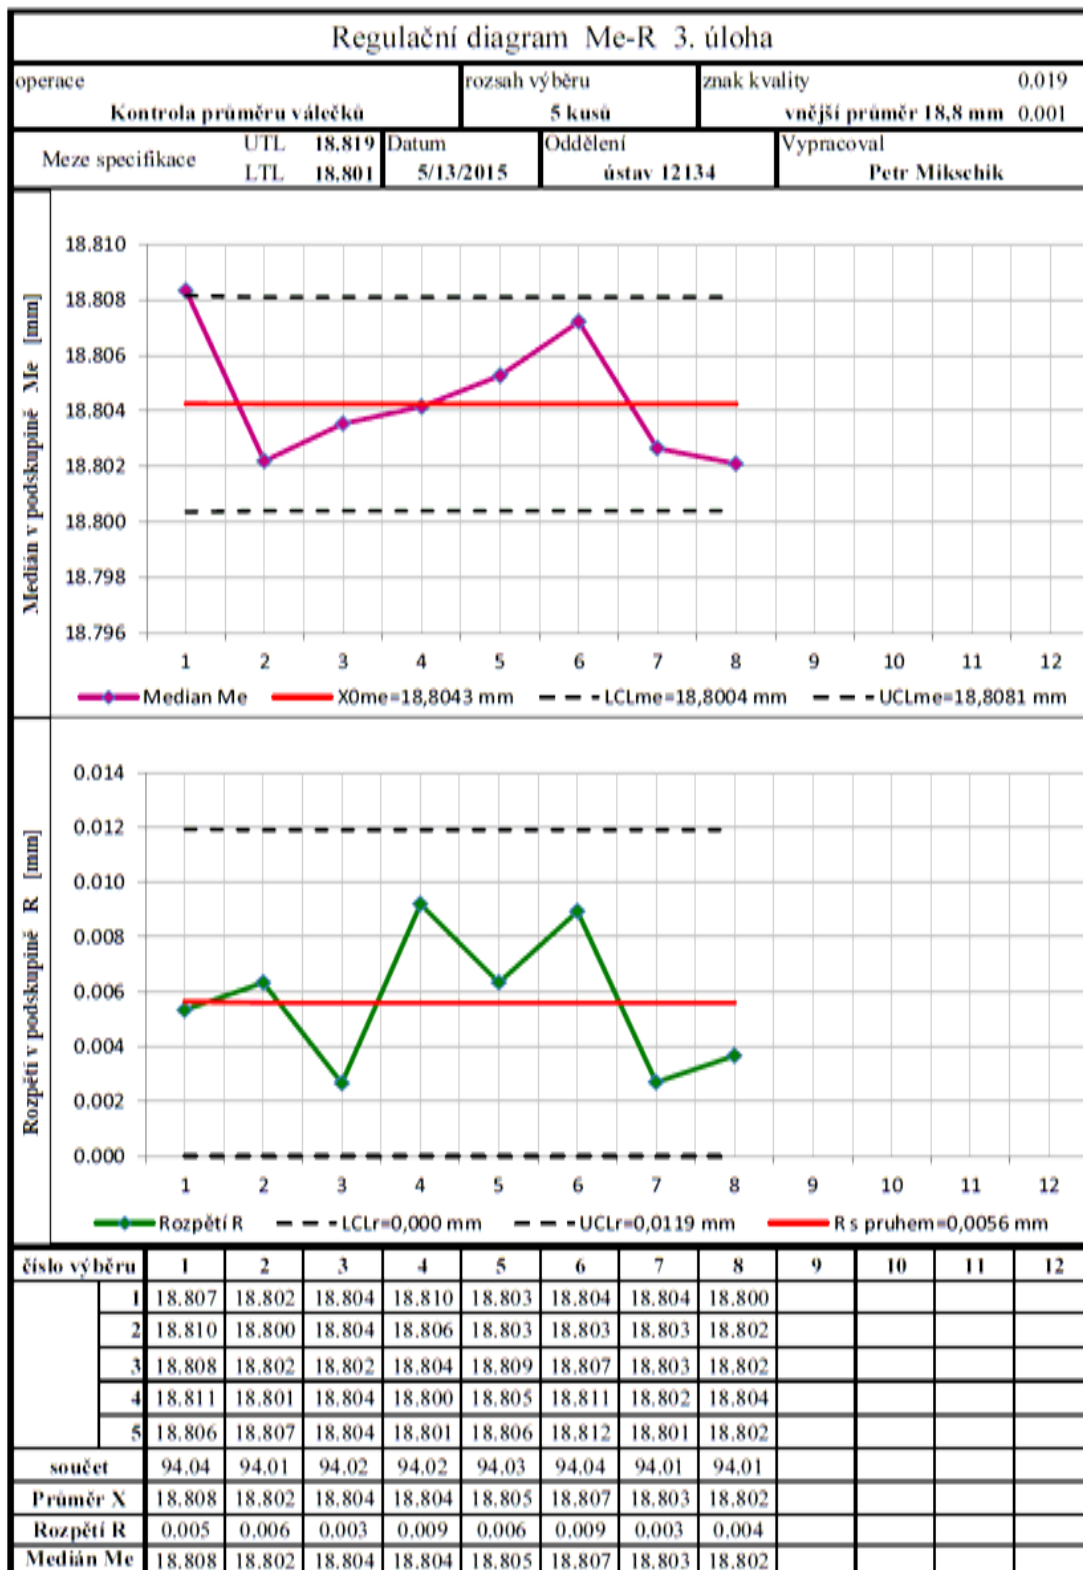 Regulační diagram Me-R 3. úloha
operace rozsah výběru znak kvality 0.019
Kontrola průměru válečků 5 kusů vnější průměr 18,8 mm 0.001
Meze specifikace UTL 18.819 Datum Oddělení Vypracoval
LTL 18.801 5/13/2015 ústav 12134 Petr Mikschik
Medián v podskupině Me [mm]
18.810
18.808
18.806
18.804
18.802
18.800
18.798
18.796
1 2 3 4 5 6 7 8 9 10 11 12
Median Me X0me=18,8043 mm LCLme=18,8004 mm UCLme=18,8081 mm
Rozpětí v podskupině R [mm]
0.014
0.012
0.010
0.008
0.006
0.004
0.002
0.000
1 2 3 4 5 6 7 8 9 10 11 12
Rozpětí R LCLr=0,000 mm UCLr=0,0119 mm R s pruhem=0,0056 mm
číslo výběru 1 2 3 4 5 6 7 8 9 10 11 12
1 18.807 18.802 18.804 18.810 18.803 18.804 18.804 18.800
2 18.810 18.800 18.804 18.806 18.803 18.803 18.803 18.802
3 18.808 18.802 18.802 18.804 18.809 18.807 18.803 18.802
4 18.811 18.801 18.804 18.800 18.805 18.811 18.802 18.804
5 18.806 18.807 18.804 18.801 18.806 18.812 18.801 18.802
součet 94.04 94.01 94.02 94.02 94.03 94.04 94.01 94.01
Průměr X 18.808 18.802 18.804 18.804 18.805 18.807 18.803 18.802
Rozpětí R 0.005 0.006 0.003 0.009 0.006 0.009 0.003 0.004
Medián Me 18.808 18.802 18.804 18.804 18.805 18.807 18.803 18.802